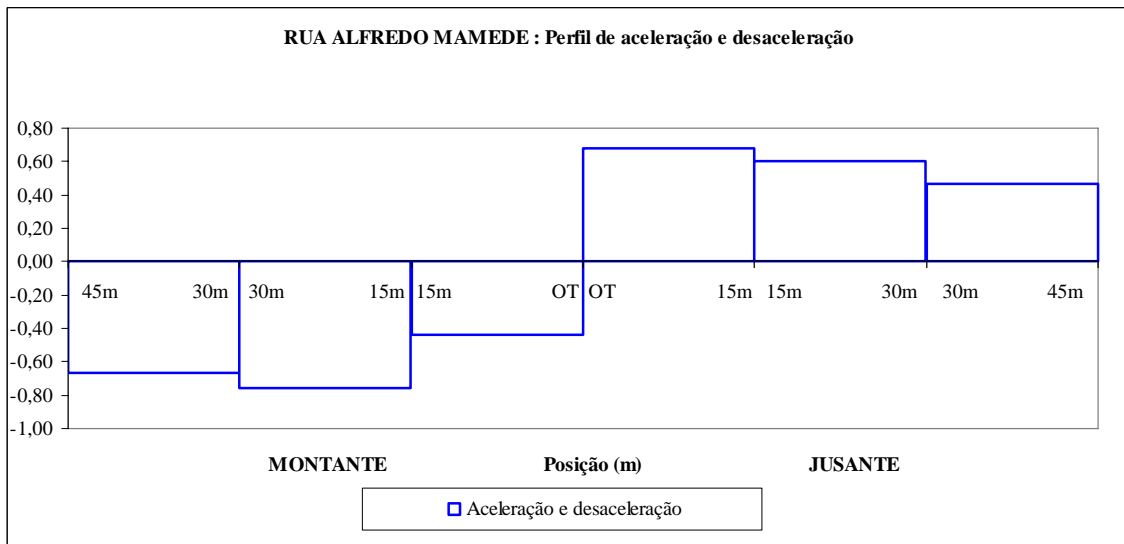 RUA ALFREDO MAMEDE : Perfil de aceleração e desaceleração
0,80
0,60
0,40
0,20
0,00
-0,20
-0,40
-0,60
-0,80
-1,00
45m 30m 30m 15m 15m OT OT 15m 15m 30m 30m 45m
MONTANTE Posição (m) JUSANTE
Aceleração e desaceleração